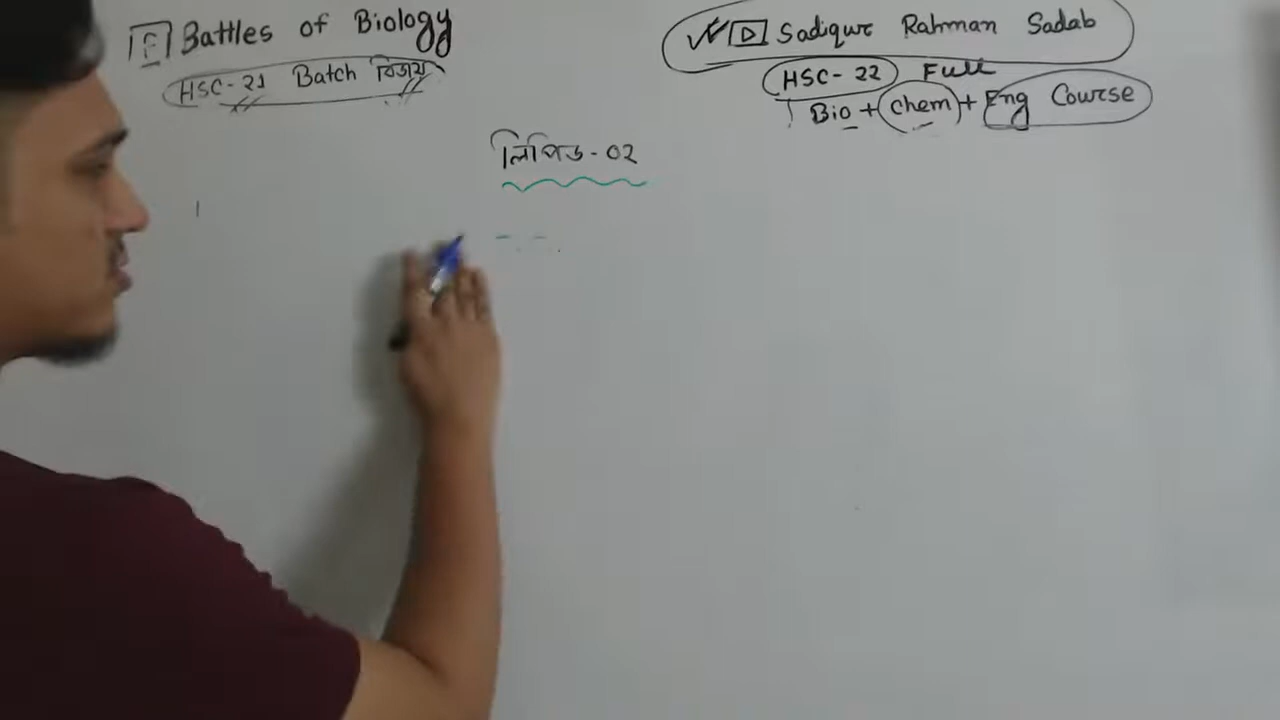 F Battles of Biology
HSC-21 Batch বিজয়
Sadiqur Rahman Sadab
HSC-22 Full
Bio + Chem + Eng Course
লিপিড-০২